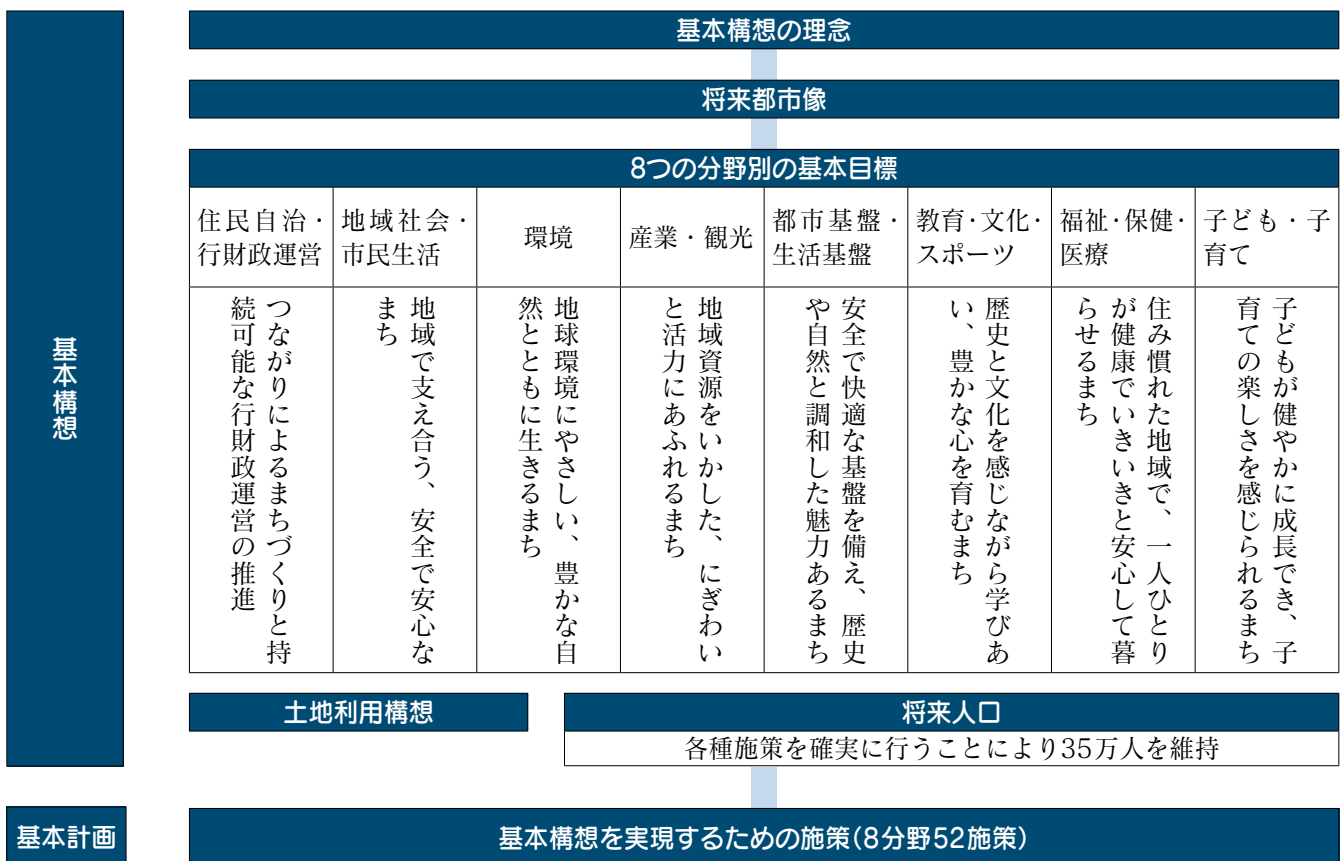 基本構想
基本構想の理念
将来都市像
8つの分野別の基本目標
住民自治・
行財政運営
地域社会・
市民生活
環境
産業・観光
都市基盤・
生活基盤
教育・文化・
スポーツ
福祉・保健・
医療
子ども・子
育て
つながりによるまちづくりと持
続可能な行財政運営の推進
地域で支え合う、安全で安心な
まち
地球環境にやさしい、豊かな自
然とともに生きるまち
地域資源をいかした、にぎわい
と活力にあふれるまち
安全で快適な基盤を備え、歴史
や自然と調和した魅力あるまち
歴史と文化を感じながら学びあ
い、豊かな心を育むまち
住み慣れた地域で、一人ひとり
が健康でいきいきと安心して暮
らせるまち
子どもが健やかに成長でき、子
育ての楽しさを感じられるまち
土地利用構想
将来人口
各種施策を確実に行うことにより35万人を維持
基本計画
基本構想を実現するための施策(8分野52施策)